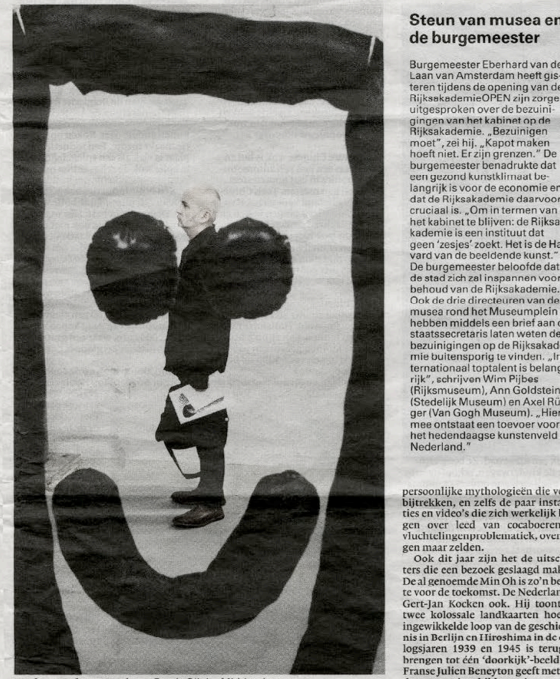 Steun van musea en
de burgemeester
Burgemeester Eberhard van de
Laan van Amsterdam heeft gis-
teren tijdens de opening van de
RijksakademieOPEN zijn zorge
uitgesproken over de bezuini-
gingen van het kabinet op de
Rijksakademie. „Bezuinigen
moet”, zei hij. „Kapot maken
hoeft niet. Er zijn grenzen.” De
burgemeester benadrukte dat
een gezond kunstklimaat be-
langrijk is voor de economie en
dat de Rijksakademie daarvoor
cruciaal is. „Om in termen van
het kabinet te blijven: de Rijksa
kademie is een instituut dat
geen ‘zesjes’ zoekt. Het is de Ha
vard van de beeldende kunst.”
De burgemeester beloofde dat
de stad zich zal inspannen voor
behoud van de Rijksakademie.
Ook de drie directeuren van de
musea rond het Museumplein
hebben middels een brief aan d
staatssecretaris laten weten de
bezuinigingen op de Rijksakad
mie buitensporig te vinden. „In
ternationaal toptalent is belang
rijk”, schrijven Wim Pijbes
(Rijksmuseum), Ann Goldstein
(Stedelijk Museum) en Axel Rü
ger (Van Gogh Museum). „Hier
mee ontstaat een toevoer voor
het hedendaagse kunstenveld
Nederland.”
persoonlijke mythologieën die v
bijtrekken, en zelfs de paar insta
ties en video’s die zich werkelijk
gen over leed van cocaboeren
vluchtelingenproblematiek, over
gen maar zelden.
Ook dit jaar zijn het de uitsc
ters die een bezoek geslaagd mak
De al genoemde Min Oh is zo’n be
te voor de toekomst. De Nederlan
Gert-Jan Kocken ook. Hij toont
twee kolossale landkaarten hoe
ingewikkelde loop van de geschie
nis in Berlijn en Hiroshima in de
logsjaren 1939 en 1945 is terug
brengen tot één ‘doorkijk’-beeld
Franse Julien Beneyton geeft met